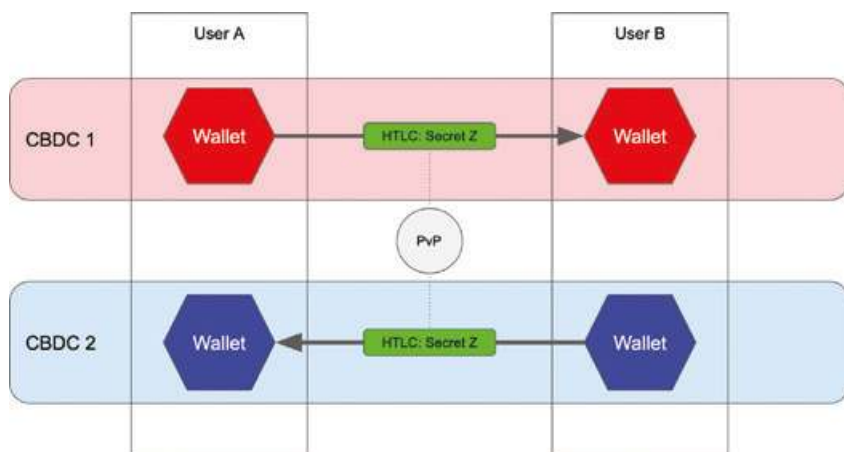 User A
User B
CBDC 1
Wallet
HTLC: Secret Z
Wallet
PvP
CBDC 2
Wallet
HTLC: Secret Z
Wallet